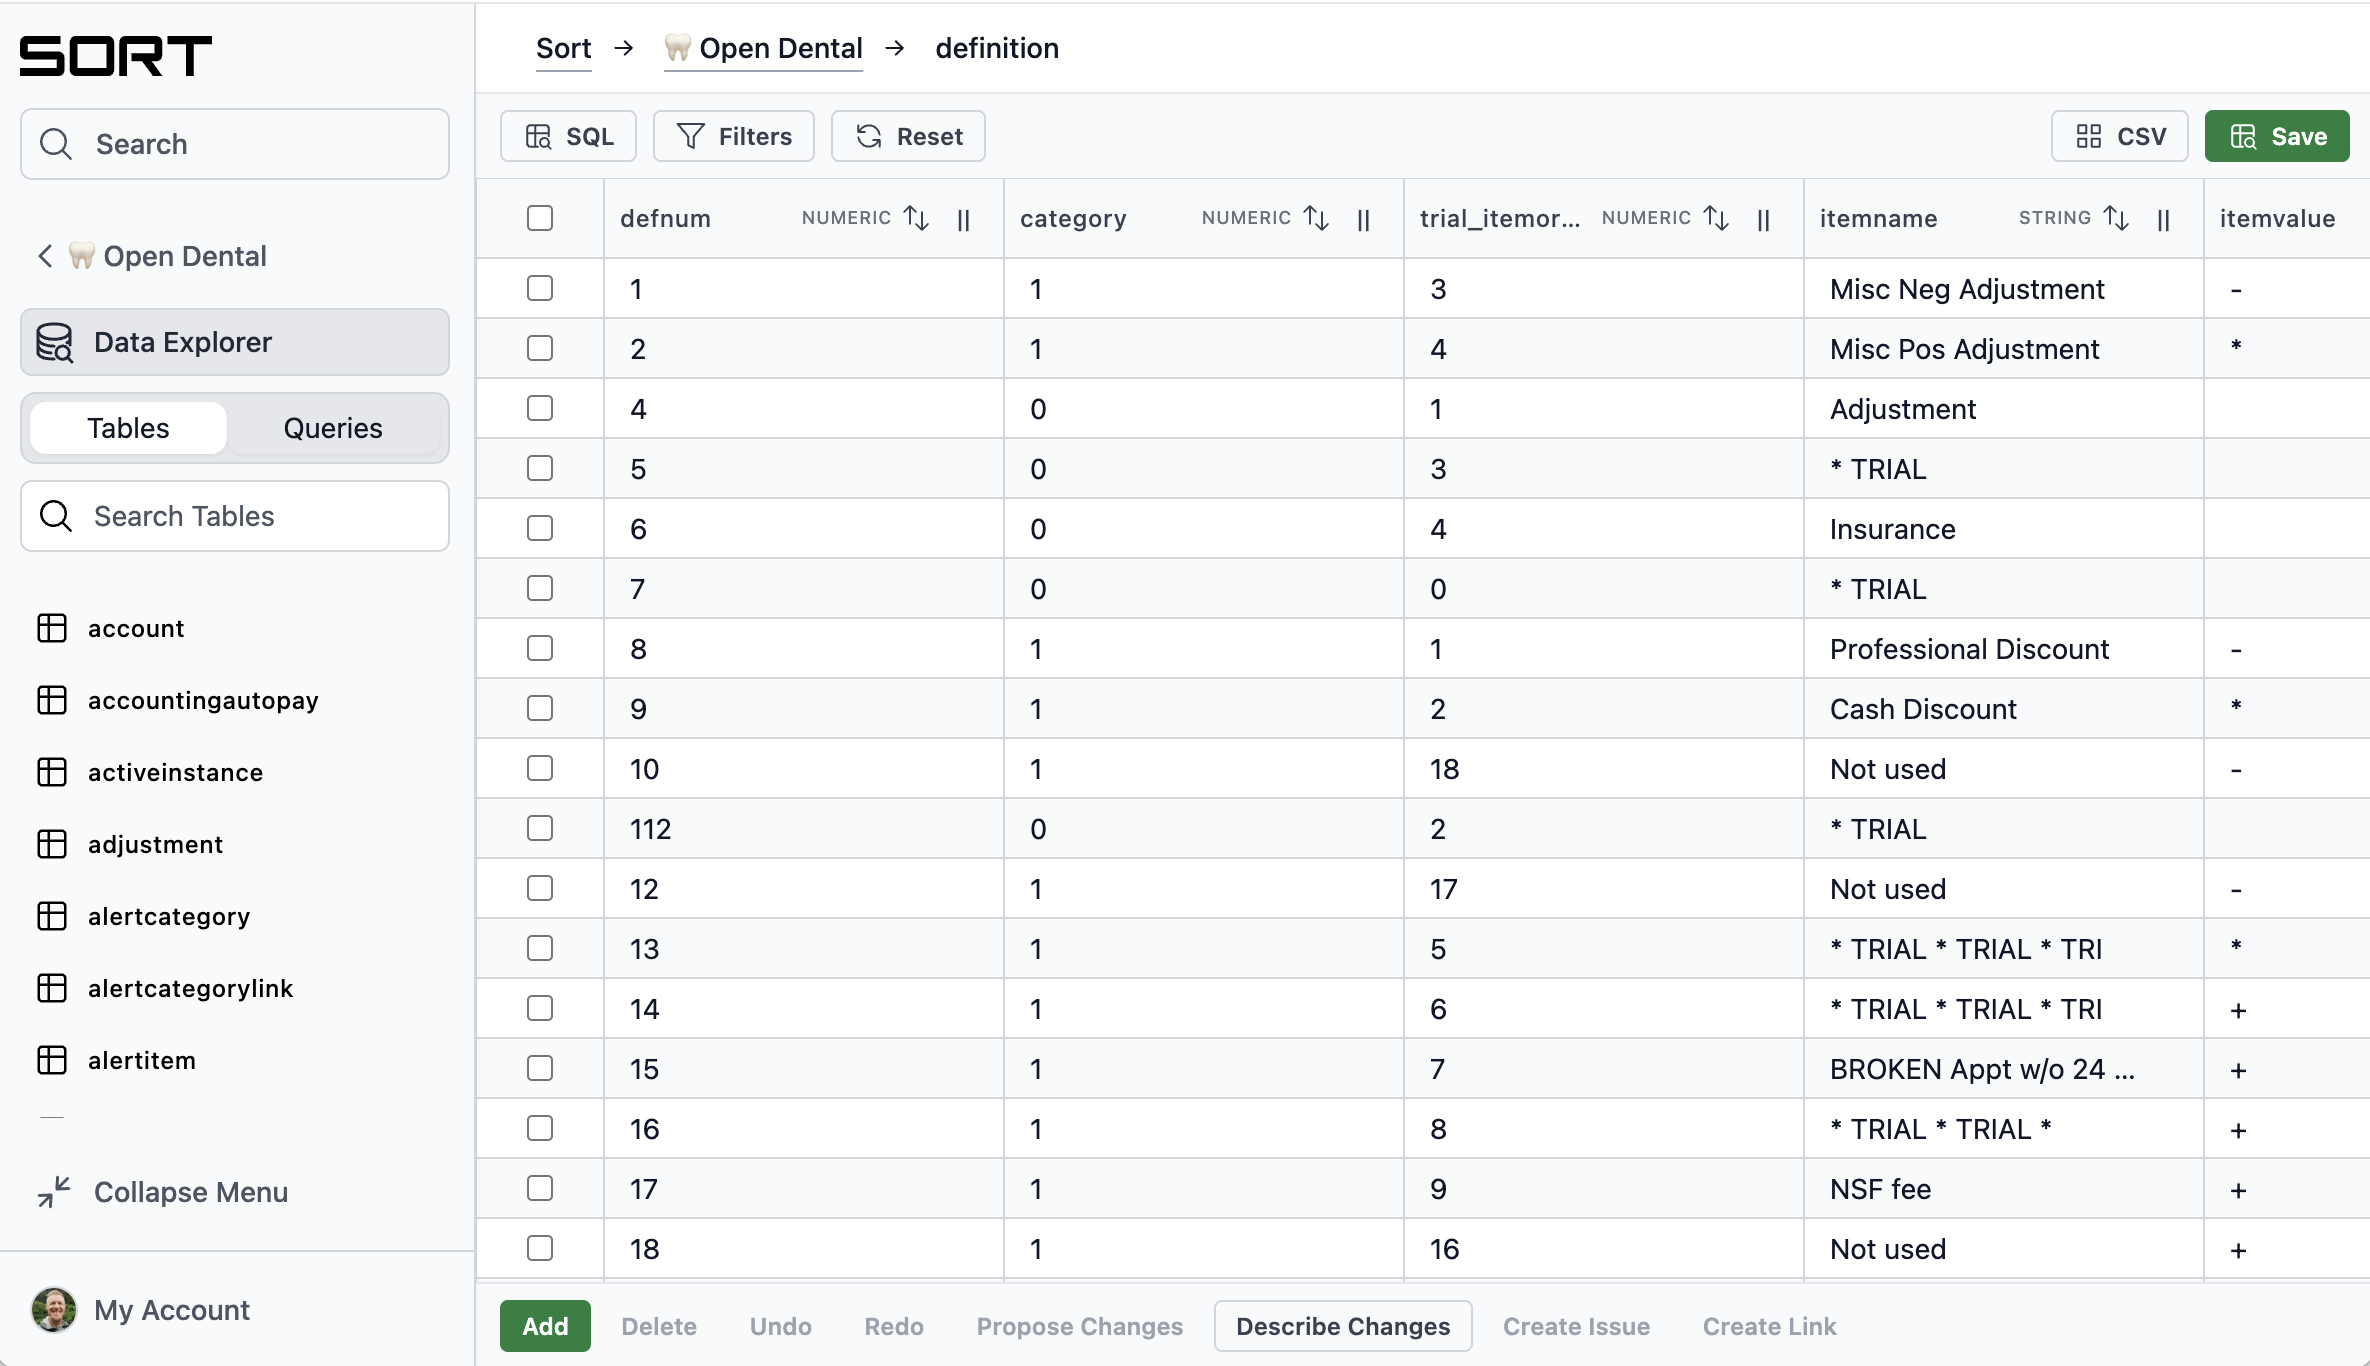 SORT
Search
Open Dental
Data Explorer
Tables Queries
Search Tables
account
accountingautopay
activeinstance
adjustment
alertcategory
alertcategorylink
alertitem
Collapse Menu
My Account
Sort → Open Dental → definition
SQL Filters Reset CSV Save
defnum NUMERIC category NUMERIC trial_itemor... NUMERIC itemname STRING itemvalue
1 1 3 Misc Neg Adjustment -
2 1 4 Misc Pos Adjustment *
4 0 1 Adjustment
5 0 3 * TRIAL
6 0 4 Insurance
7 0 0 * TRIAL
8 1 1 Professional Discount -
9 1 2 Cash Discount *
10 1 18 Not used -
112 0 2 * TRIAL
12 1 17 Not used -
13 1 5 * TRIAL * TRIAL * TRI *
14 1 6 * TRIAL * TRIAL * TRI +
15 1 7 BROKEN Appt w/o 24 ... +
16 1 8 * TRIAL * TRIAL * +
17 1 9 NSF fee +
18 1 16 Not used +
Add Delete Undo Redo Propose Changes Describe Changes Create Issue Create Link